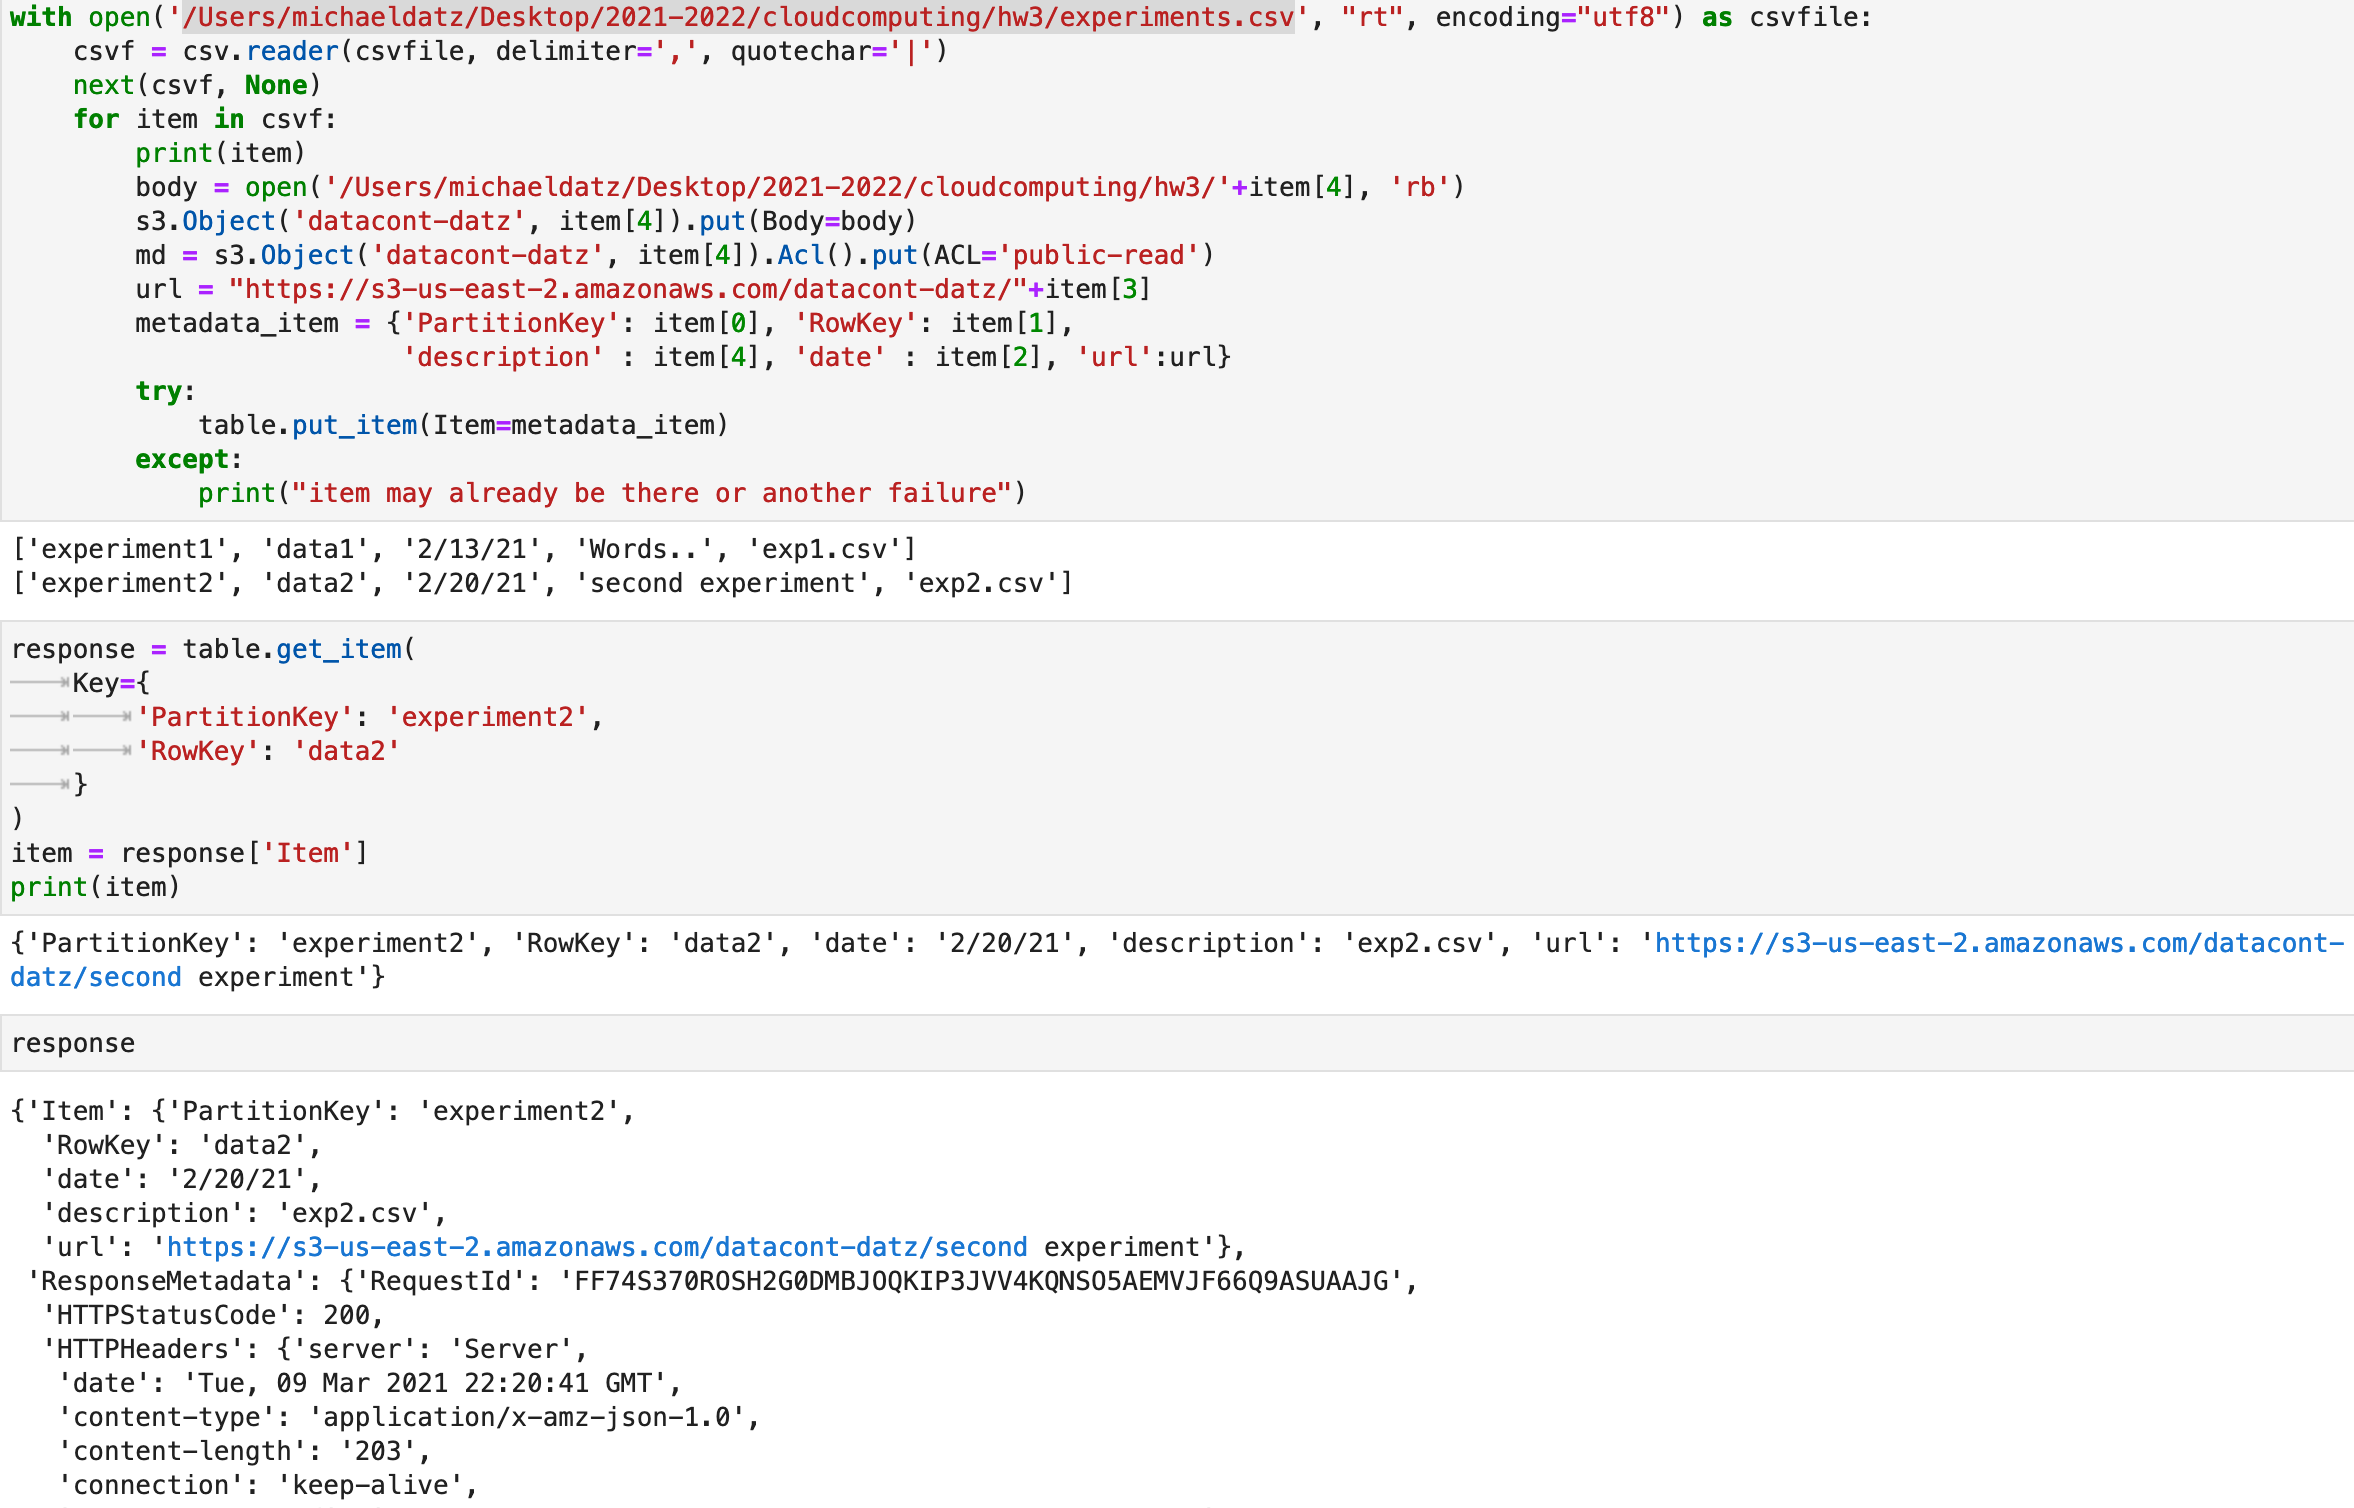 with open('/Users/michaeldatz/Desktop/2021-2022/cloudcomputing/hw3/experiments.csv', "rt", encoding="utf8") as csvfile:
    csvf = csv.reader(csvfile, delimiter=',', quotechar='|')
    next(csvf, None)
    for item in csvf:
        print(item)
        body = open('/Users/michaeldatz/Desktop/2021-2022/cloudcomputing/hw3/'+item[4], 'rb')
        s3.Object('datacont-datz', item[4]).put(Body=body)
        md = s3.Object('datacont-datz', item[4]).Acl().put(ACL='public-read')
        url = "https://s3-us-east-2.amazonaws.com/datacont-datz/"+item[3]
        metadata_item = {'PartitionKey': item[0], 'RowKey': item[1],
                         'description' : item[4], 'date' : item[2], 'url':url}
        try:
            table.put_item(Item=metadata_item)
        except:
            print("item may already be there or another failure")
['experiment1', 'data1', '2/13/21', 'Words..', 'exp1.csv']
['experiment2', 'data2', '2/20/21', 'second experiment', 'exp2.csv']
response = table.get_item(
    Key={
        'PartitionKey': 'experiment2',
        'RowKey': 'data2'
    }
)
item = response['Item']
print(item)
{'PartitionKey': 'experiment2', 'RowKey': 'data2', 'date': '2/20/21', 'description': 'exp2.csv', 'url': 'https://s3-us-east-2.amazonaws.com/datacont-
datz/second experiment'}
response
{'Item': {'PartitionKey': 'experiment2',
  'RowKey': 'data2',
  'date': '2/20/21',
  'description': 'exp2.csv',
  'url': 'https://s3-us-east-2.amazonaws.com/datacont-datz/second experiment'},
 'ResponseMetadata': {'RequestId': 'FF74S370ROSH2G0DMBJOQKIP3JVV4KQNSO5AEMVJF66Q9ASUAAJG',
  'HTTPStatusCode': 200,
  'HTTPHeaders': {'server': 'Server',
   'date': 'Tue, 09 Mar 2021 22:20:41 GMT',
   'content-type': 'application/x-amz-json-1.0',
   'content-length': '203',
   'connection': 'keep-alive',